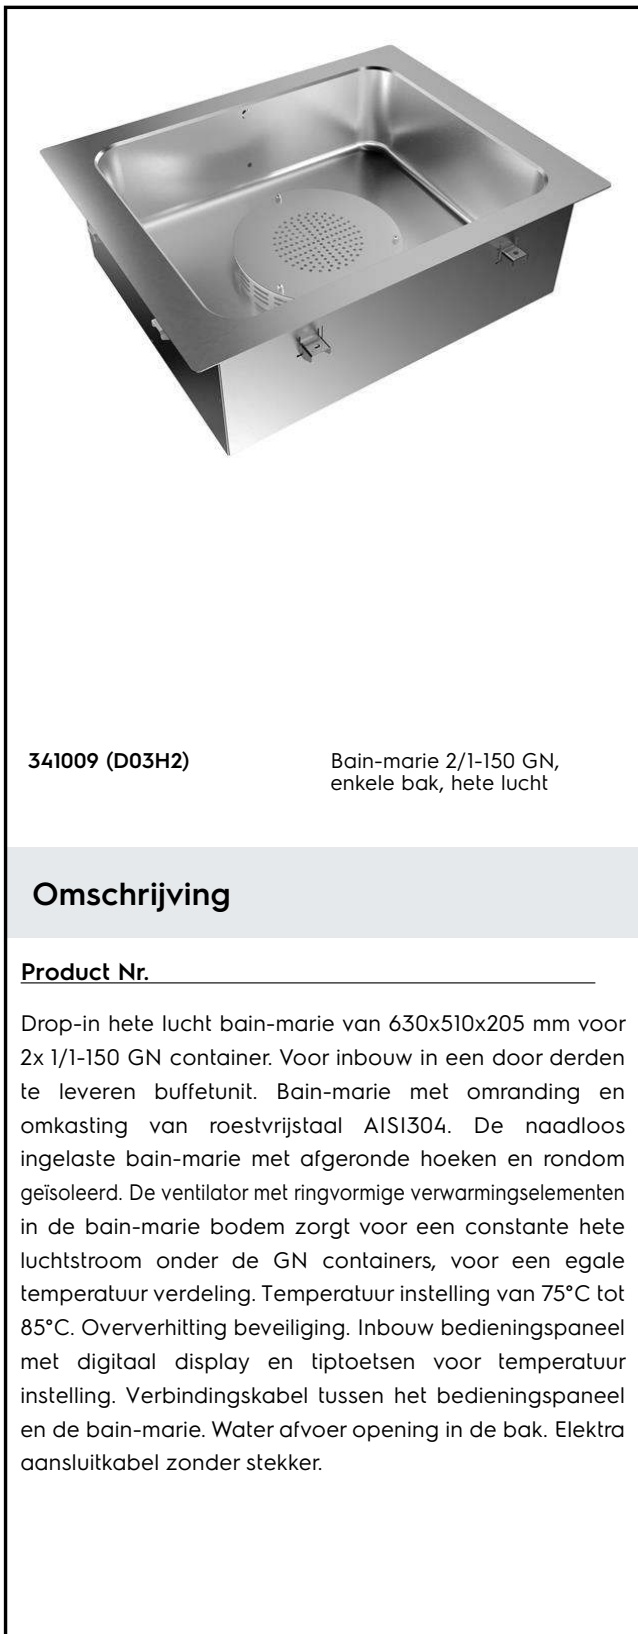 341009 (D03H2)
Bain-marie 2/1-150 GN,
enkele bak, hete lucht
Omschrijving
Product Nr.
Drop-in hete lucht bain-marie van 630x510x205 mm voor
2x 1/1-150 GN container. Voor inbouw in een door derden
te leveren buffetunit. Bain-marie met omranding en
omkasting van roestvrijstaal AISI304. De naadloos
ingelaste bain-marie met afgeronde hoeken en rondom
geïsoleerd. De ventilator met ringvormige verwarmingselementen
in de bain-marie bodem zorgt voor een constante hete
luchtstroom onder de GN containers, voor een egale
temperatuur verdeling. Temperatuur instelling van 75°C tot
85°C. Oververhitting beveiliging. Inbouw bedieningspaneel
met digitaal display en tiptoetsen voor temperatuur
instelling. Verbindingskabel tussen het bedieningspaneel
en de bain-marie. Water afvoer opening in de bak. Elektra
aansluitkabel zonder stekker.